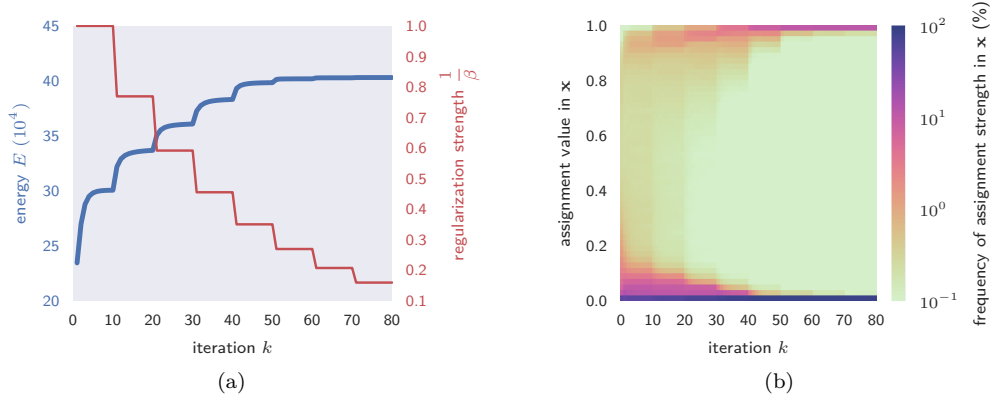 45
40
35
30
25
20
energy E (10^4)
1.0
0.9
0.8
0.7
0.6
0.5
0.4
0.3
0.2
0.1
regularization strength 1/β
0 10 20 30 40 50 60 70 80
iteration k
(a)
1.0
0.8
0.6
0.4
0.2
0.0
assignment value in x
0 10 20 30 40 50 60 70 80
iteration k
10^2
10^1
10^0
10^−1
frequency of assignment strength in x (%)
(b)